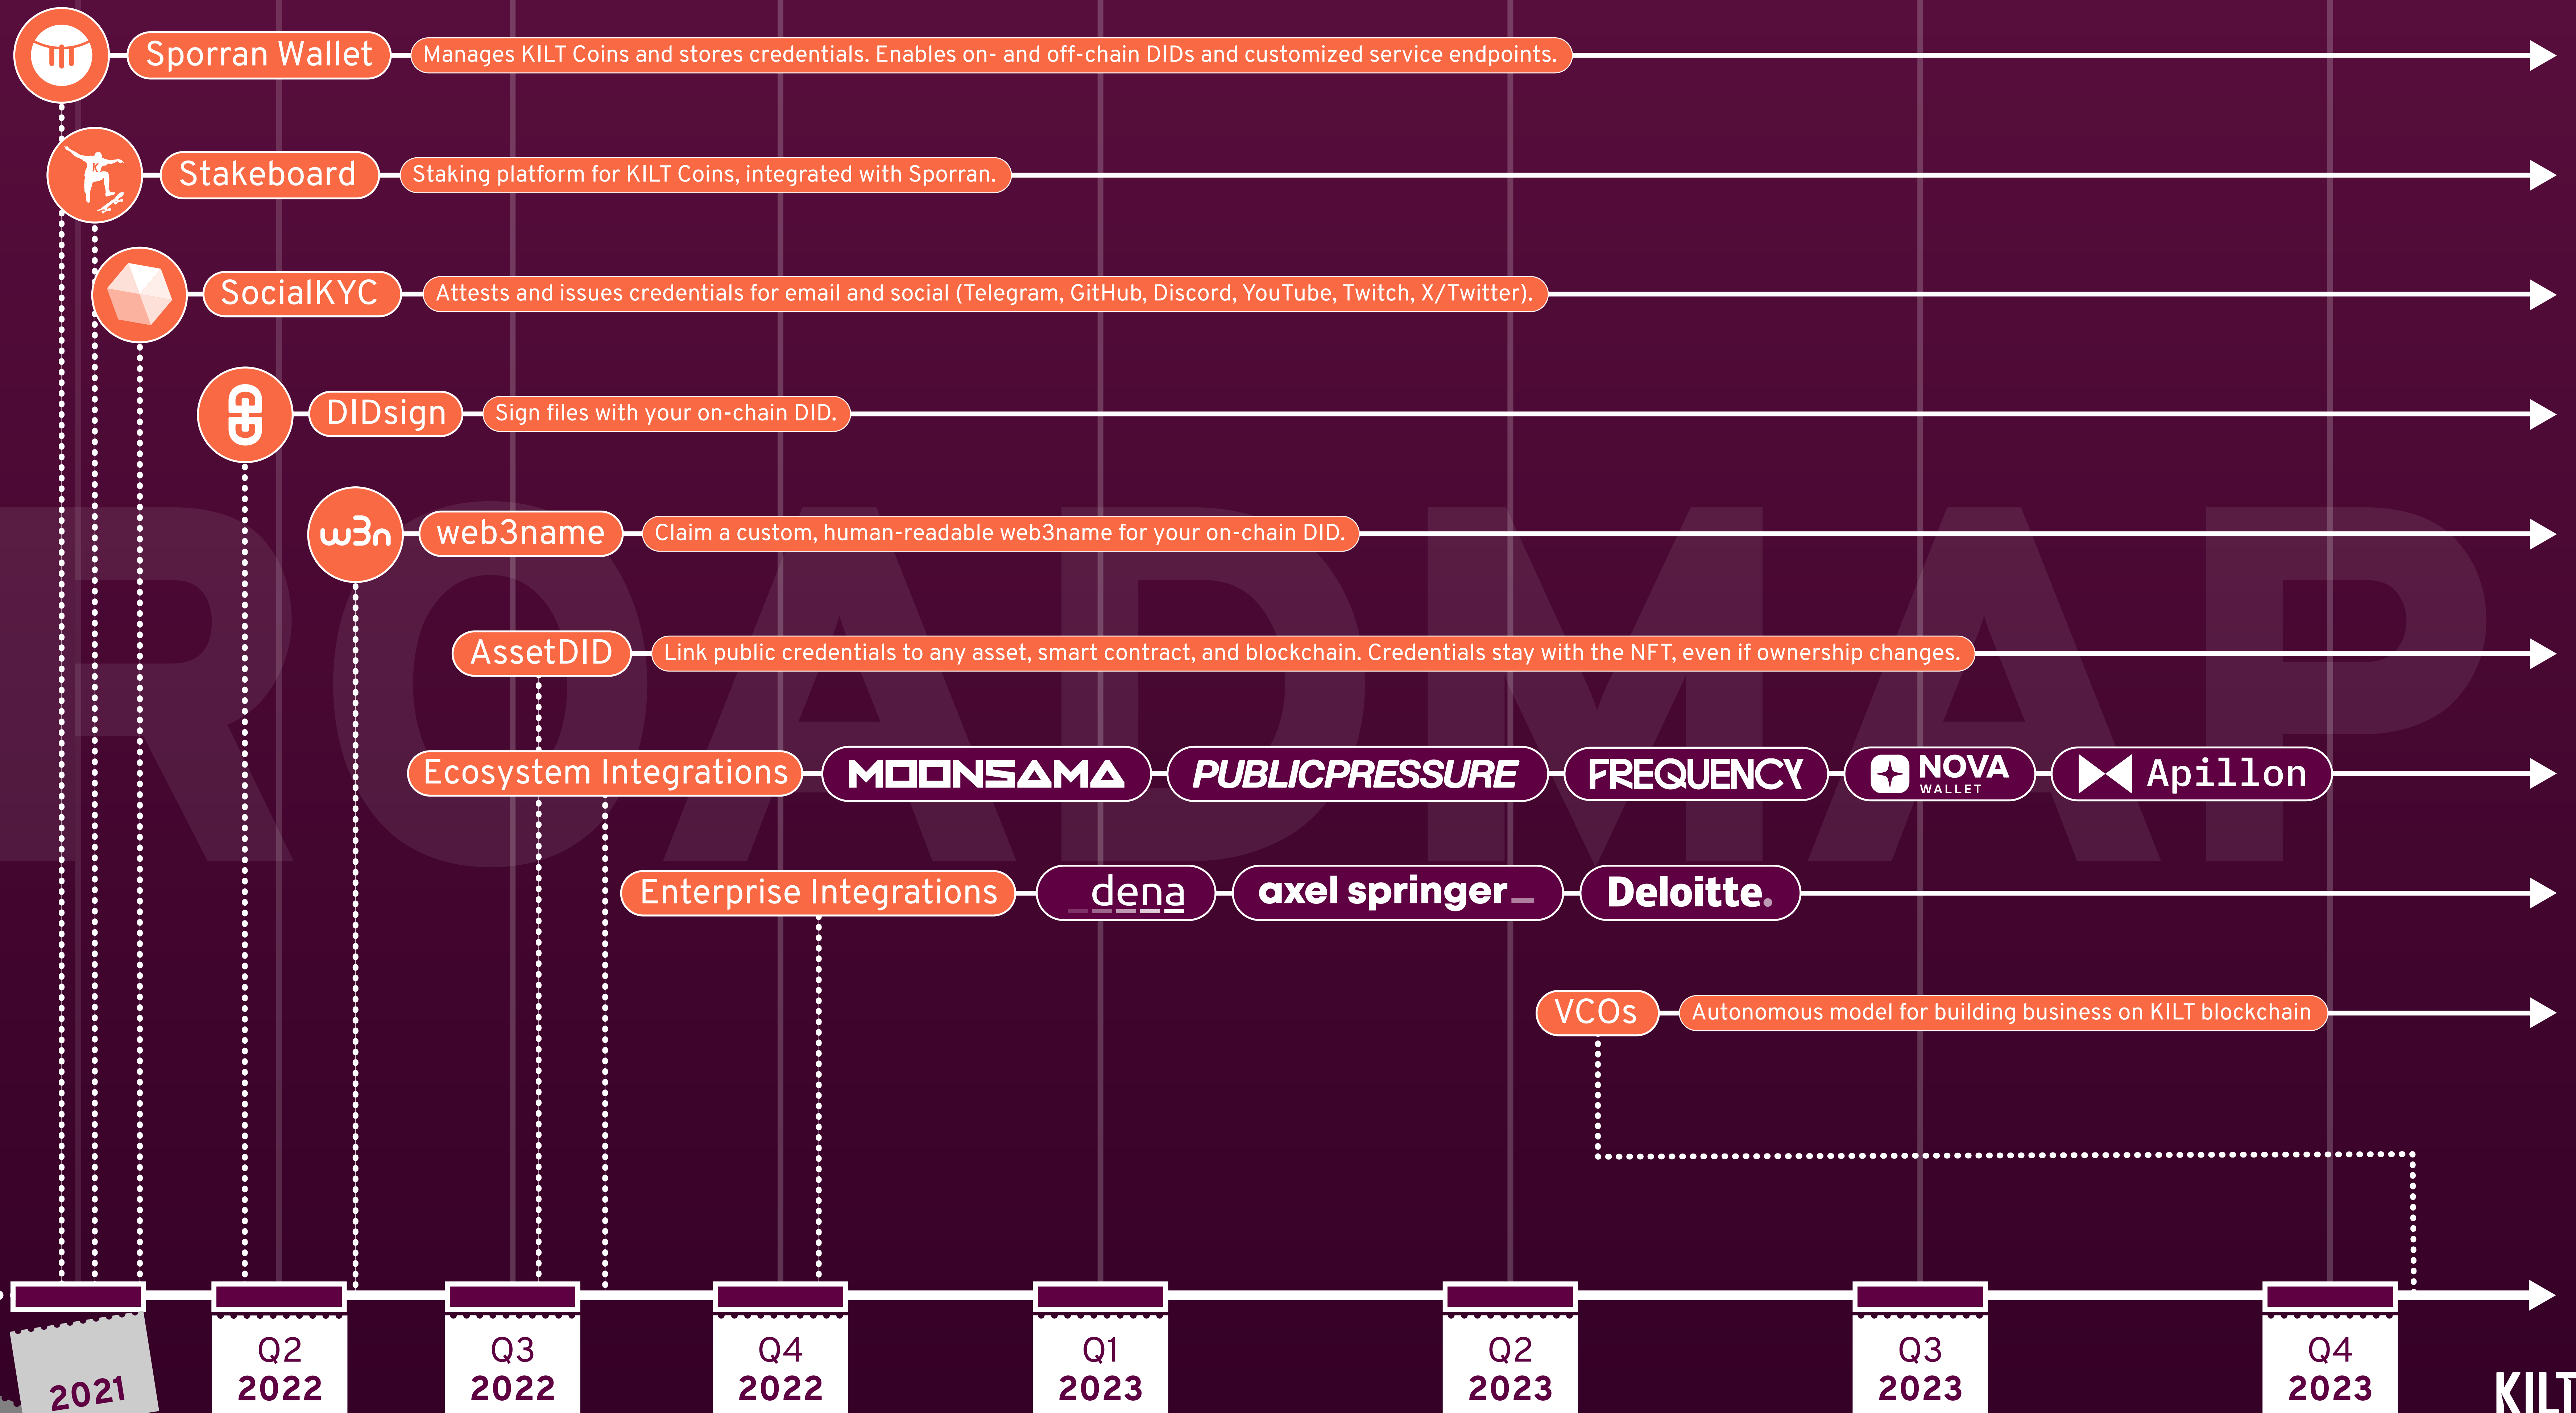 Sporran Wallet
Manages KILT Coins and stores credentials. Enables on- and off-chain DIDs and customized service endpoints.
Stakeboard
Staking platform for KILT Coins, integrated with Sporran.
SocialKYC
Attests and issues credentials for email and social (Telegram, GitHub, Discord, YouTube, Twitch, X/Twitter).
DIDsign
Sign files with your on-chain DID.
w3n
web3name
Claim a custom, human-readable web3name for your on-chain DID.
ROADMAP
AssetDID
Link public credentials to any asset, smart contract, and blockchain. Credentials stay with the NFT, even if ownership changes.
Ecosystem Integrations
MOONSAMA
PUBLICPRESSURE
FREQUENCY
NOVA
WALLET
Apillon
Enterprise Integrations
dena
axel springer_
Deloitte.
VCOs
Autonomous model for building business on KILT blockchain
2021
Q2
2022
Q3
2022
Q4
2022
Q1
2023
Q2
2023
Q3
2023
Q4
2023
KILT